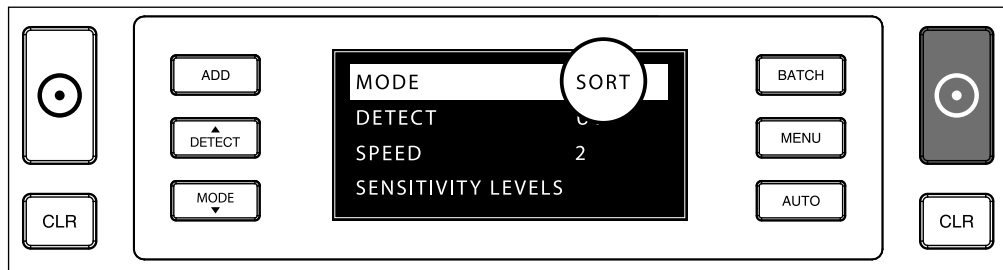 ADD
DETECT
MODE
CLR
MODE SORT
DETECT
SPEED 2
SENSITIVITY LEVELS
BATCH
MENU
AUTO
CLR